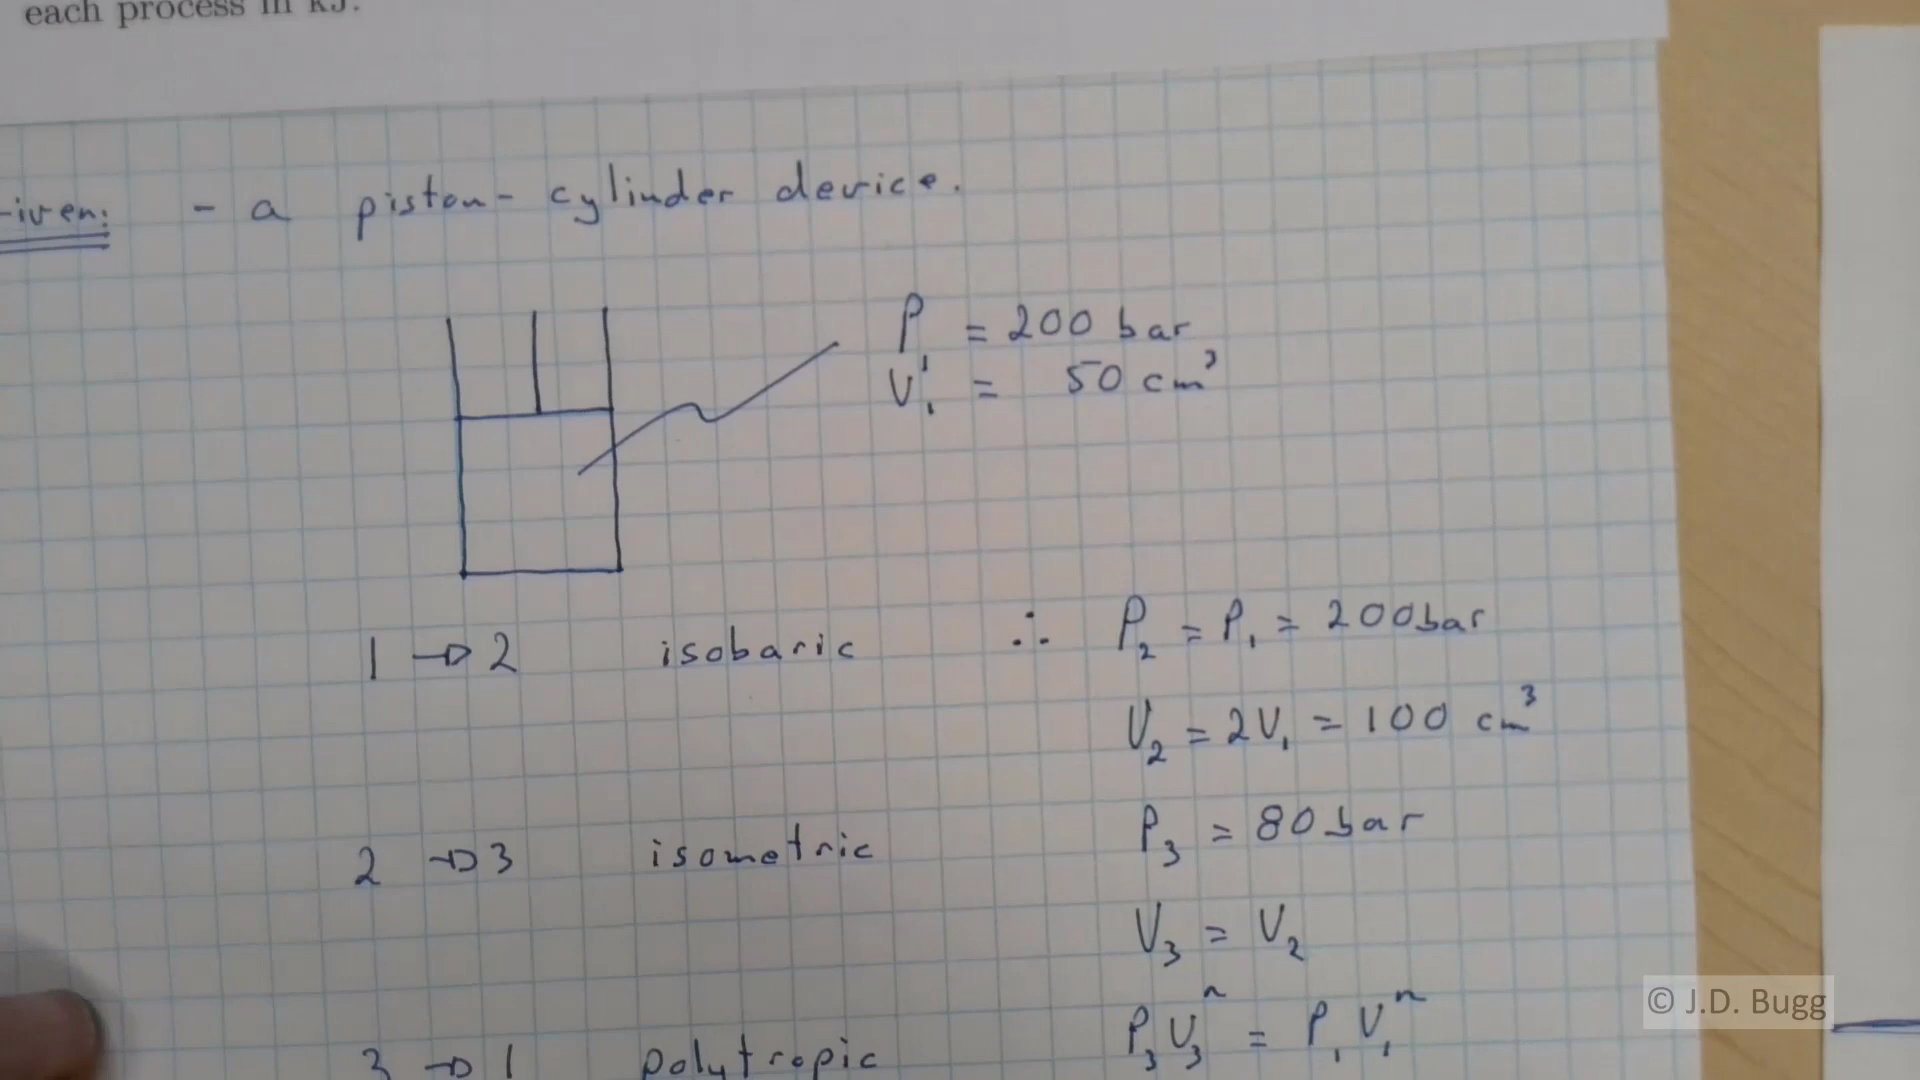 each process in kJ.
iven: - a piston-cylinder device.
P₁ = 200 bar
V₁ = 50 cm³
1 → 2 isobaric ∴ P₂ = P₁ = 200 bar
V₂ = 2V₁ = 100 cm³
P₃ = 80 bar
2 → 3 isometric
V₃ = V₂
P₃V₃ⁿ = P₁V₁ⁿ
3 → 1 polytropic
© J.D. Bugg